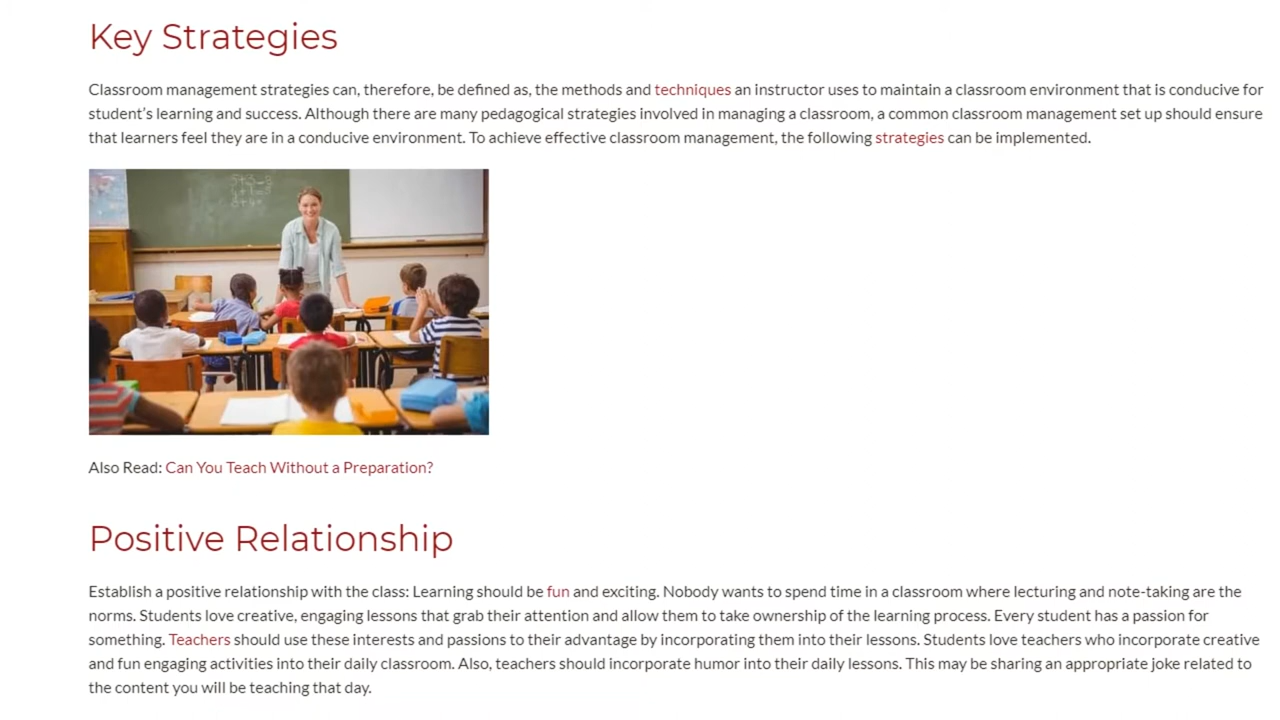 Key Strategies
Classroom management strategies can, therefore, be defined as, the methods and techniques an instructor uses to maintain a classroom environment that is conducive for
student’s learning and success. Although there are many pedagogical strategies involved in managing a classroom, a common classroom management set up should ensure
that learners feel they are in a conducive environment. To achieve effective classroom management, the following strategies can be implemented.
Also Read: Can You Teach Without a Preparation?
Positive Relationship
Establish a positive relationship with the class: Learning should be fun and exciting. Nobody wants to spend time in a classroom where lecturing and note-taking are the
norms. Students love creative, engaging lessons that grab their attention and allow them to take ownership of the learning process. Every student has a passion for
something. Teachers should use these interests and passions to their advantage by incorporating them into their lessons. Students love teachers who incorporate creative
and fun engaging activities into their daily classroom. Also, teachers should incorporate humor into their daily lessons. This may be sharing an appropriate joke related to
the content you will be teaching that day.